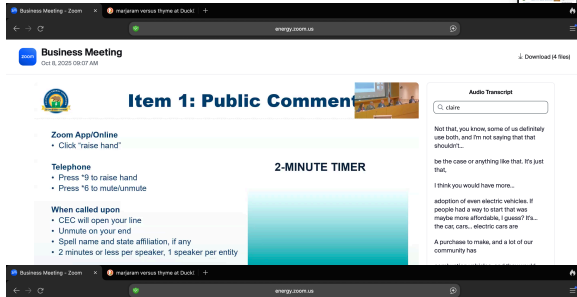 Business Meeting - Zoom
marjaram versus thyme at Duck!
energy.zoom.us
zoom
Business Meeting
Oct 8, 2025 09:07 AM
Download (4 files)
Item 1: Public Comment
Zoom App/Online
• Click "raise hand"
Telephone
• Press *9 to raise hand
• Press *6 to mute/unmute
When called upon
• CEC will open your line
• Unmute on your end
• Spell name and state affiliation, if any
• 2 minutes or less per speaker, 1 speaker per entity
2-MINUTE TIMER
Audio Transcript
claire
Not that, you know, some of us definitely
use both, and I'm not saying that that
shouldn't...
be the case or anything like that. It's just
that,
I think you would have more...
adoption of even electric vehicles. If
people had a way to start that was
maybe more affordable, I guess? It's...
the car, cars... electric cars are
A purchase to make, and a lot of our
community has
Business Meeting - Zoom
marjaram versus thyme at Duck!
energy.zoom.us